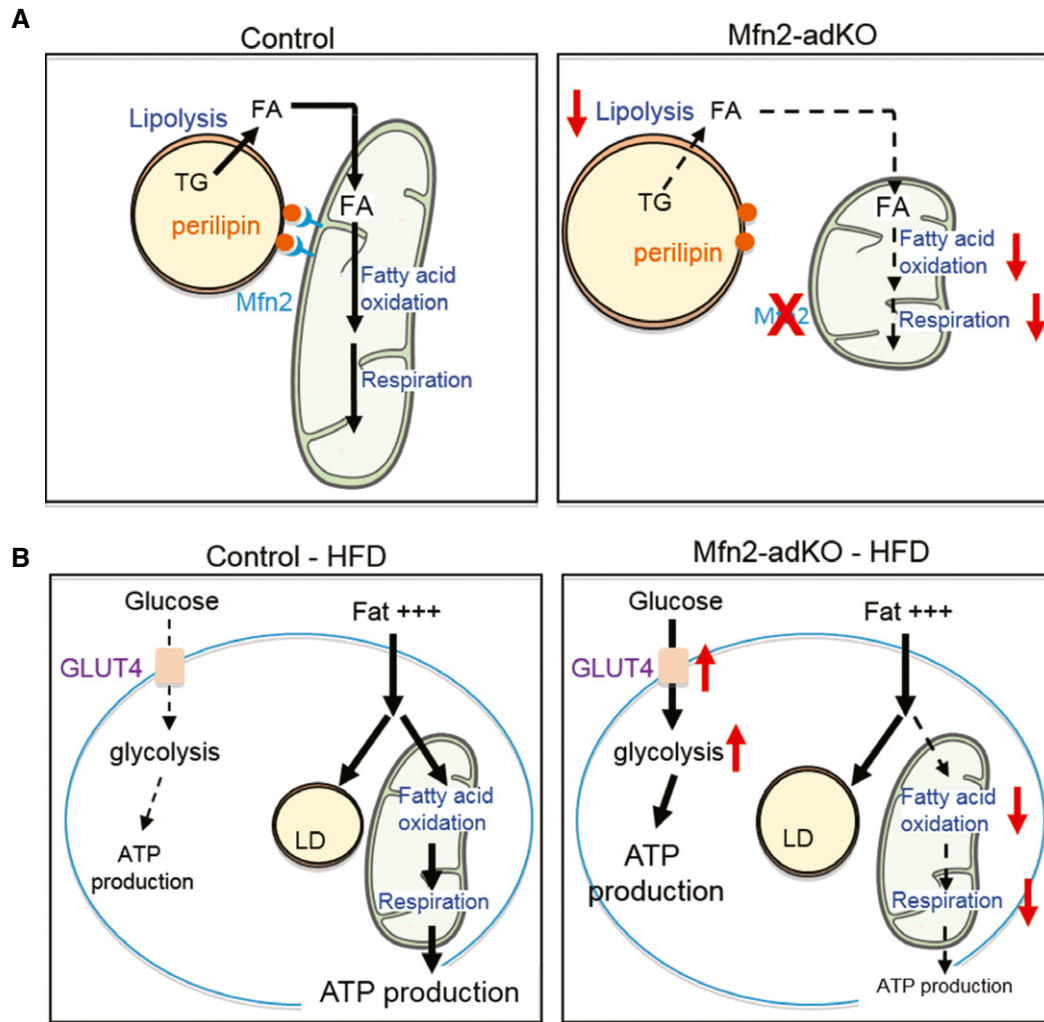 A
Control
Lipolysis
FA
TG
perilipin
Mfn2
FA
Fatty acid
oxidation
Respiration
Mfn2-adKO
Lipolysis
FA
TG
perilipin
Mfn2
FA
Fatty acid
oxidation
Respiration
B
Control - HFD
Glucose
Fat +++
GLUT4
glycolysis
ATP
production
LD
Fatty acid
oxidation
Respiration
ATP production
Mfn2-adKO - HFD
Glucose
Fat +++
GLUT4
glycolysis
ATP
production
LD
Fatty acid
oxidation
Respiration
ATP production